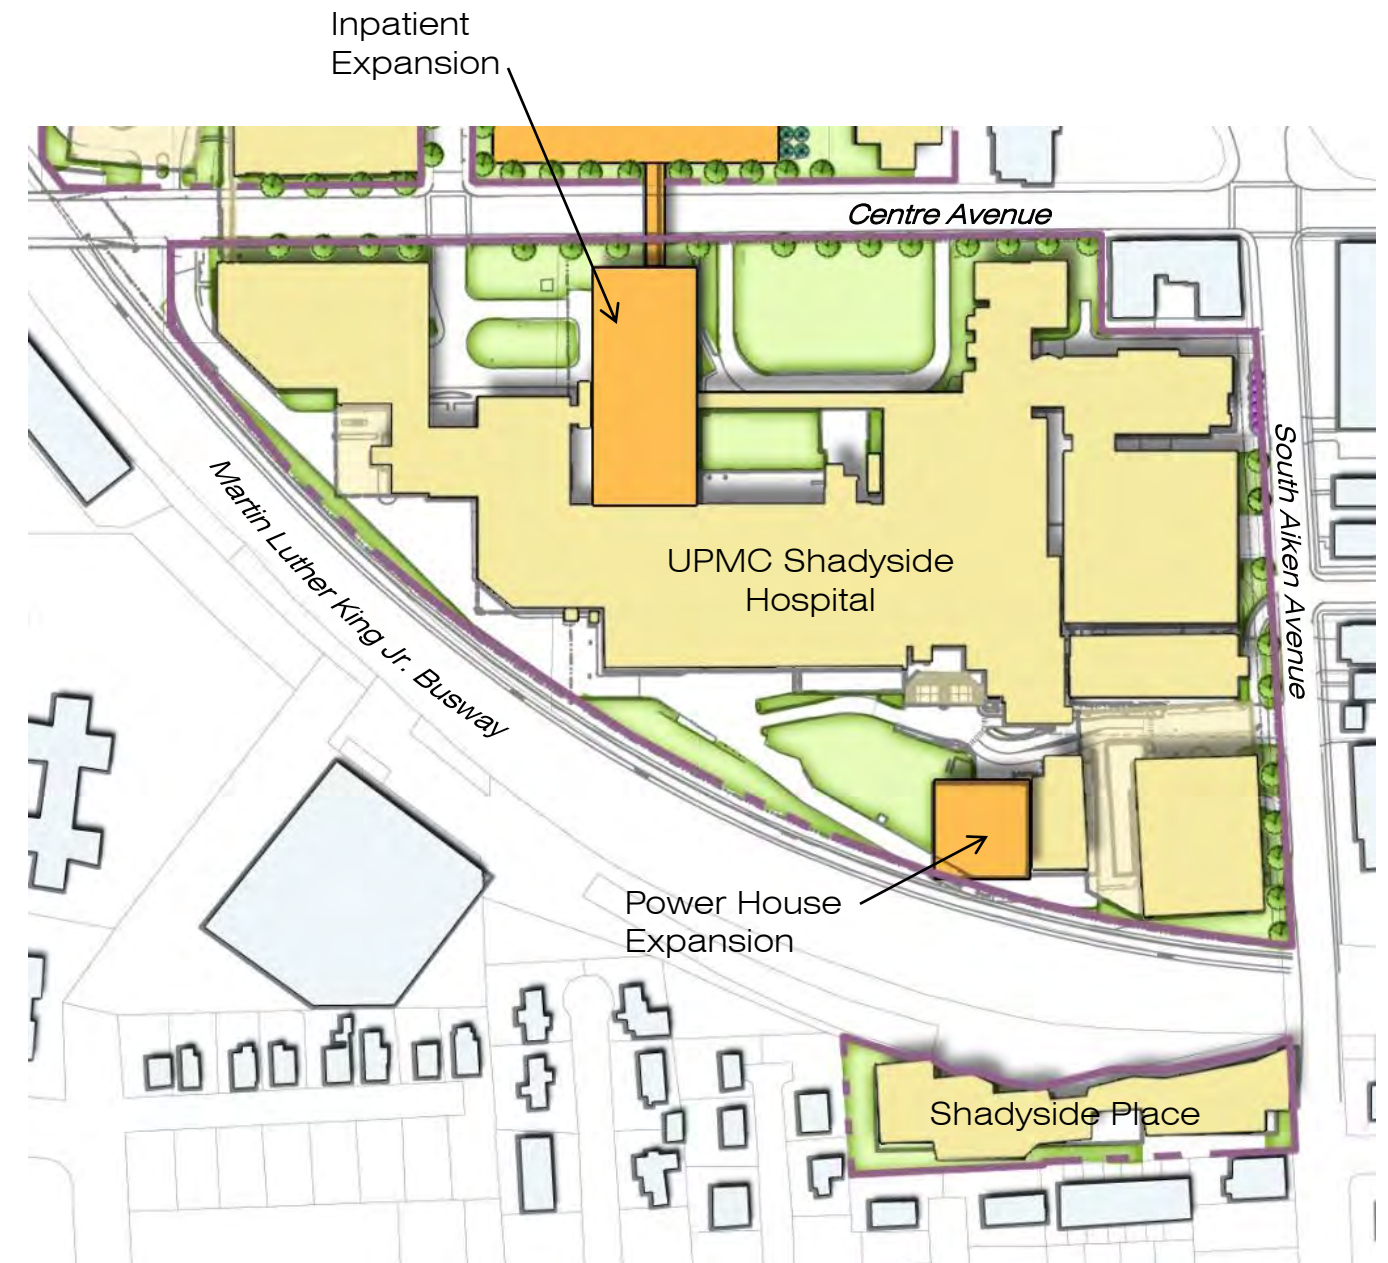 Inpatient
Expansion
Centre Avenue
South Aiken Avenue
Martin Luther King Jr. Busway
UPMC Shadyside
Hospital
Power House
Expansion
Shadyside Place